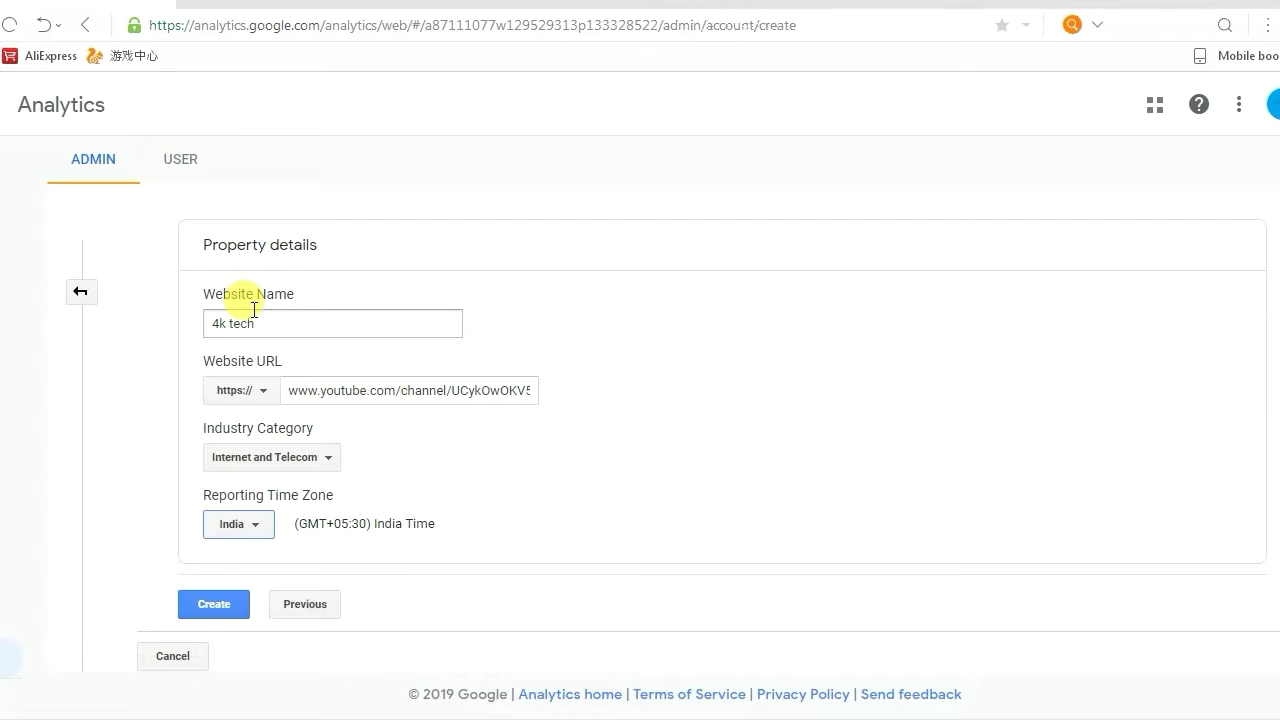 https://analytics.google.com/analytics/web/#/a87111077w129529313p133328522/admin/account/create
AliExpress 游戏中心 Mobile boo
Analytics
ADMIN USER
Property details
Website Name
4k tech
Website URL
https:// www.youtube.com/channel/UCykOwOKV5
Industry Category
Internet and Telecom
Reporting Time Zone
India (GMT+05:30) India Time
Create Previous
Cancel
© 2019 Google | Analytics home | Terms of Service | Privacy Policy | Send feedback